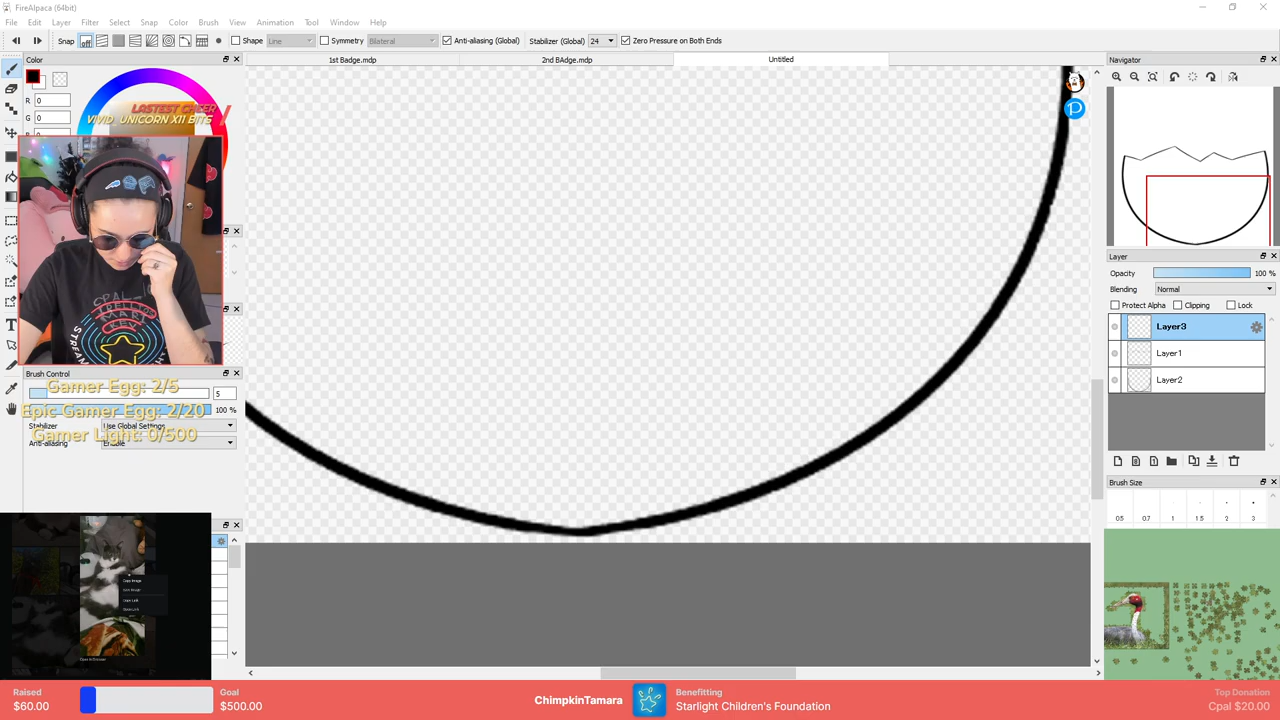 FireAlpaca (64bit)
File Edit Layer Filter Select Snap Color Brush View Animation Tool Window Help
Snap off Shape Line Symmetry Bilateral Anti-aliasing (Global) Stabilizer (Global) 24 Zero Pressure on Both Ends
Color
1st Badge.mdp 2nd BAdge.mdp Untitled
Navigator
R 0
G 0
LASTEST CHEER
VIVID_UNICORN X11 BITS
Layer
Opacity 100 %
Blending Normal
Protect Alpha Clipping Lock
Layer3
Layer1
Layer2
Brush Control
5
Gamer Egg: 2/5
100 %
Epic Gamer Egg: 2/20
Stabilizer Use Global Settings
Gamer Light: 0/500
Anti-aliasing Enable
Brush Size
0.5 0.7 1 1.5 2 3
Raised
$60.00
Goal
$500.00
ChimpkinTamara
Benefitting
Starlight Children's Foundation
Top Donation
Cpal $20.00